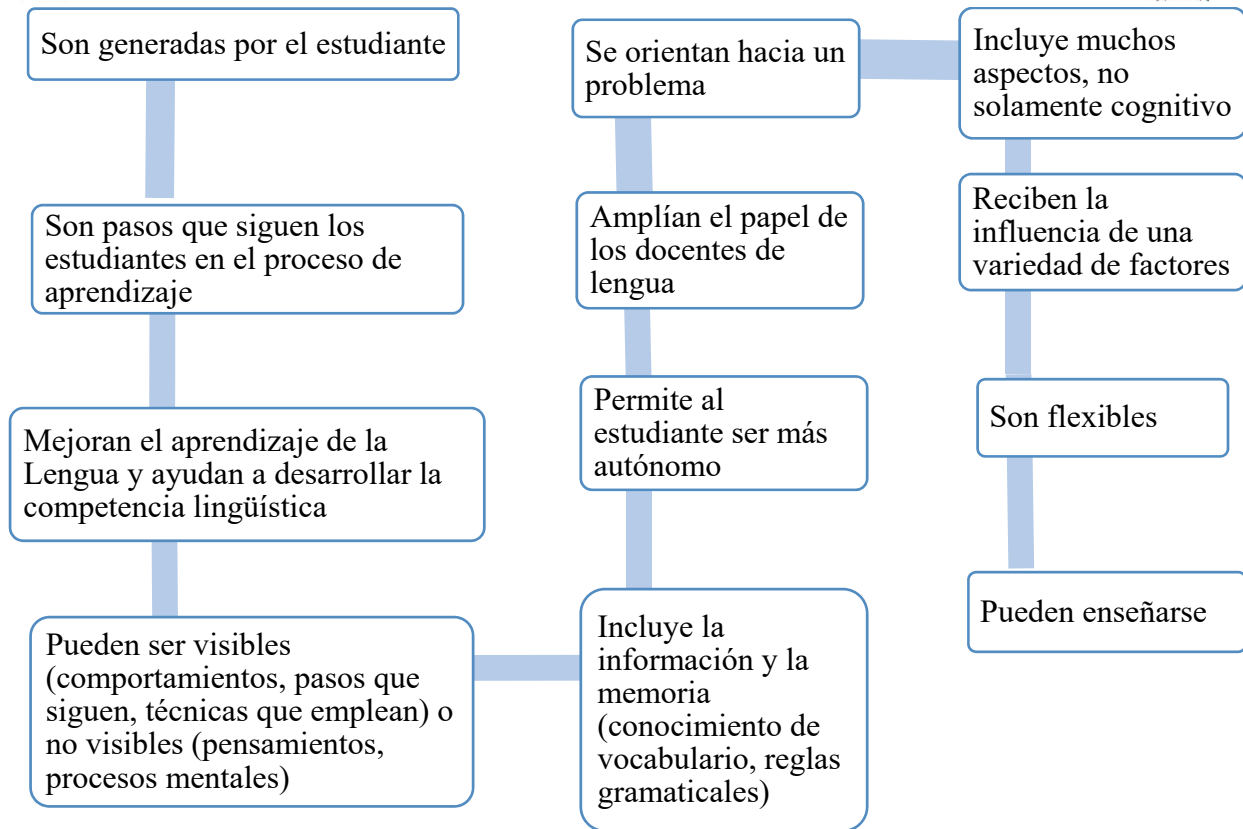 Son generadas por el estudiante
Son pasos que siguen los
estudiantes en el proceso de
aprendizaje
Mejoran el aprendizaje de la
Lengua y ayudan a desarrollar la
competencia lingüística
Pueden ser visibles
(comportamientos, pasos que
siguen, técnicas que emplean) o
no visibles (pensamientos,
procesos mentales)
Incluye la
información y la
memoria
(conocimiento de
vocabulario, reglas
gramaticales)
Permite al
estudiante ser más
autónomo
Amplían el papel de
los docentes de
lengua
Se orientan hacia un
problema
Incluye muchos
aspectos, no
solamente cognitivo
Reciben la
influencia de una
variedad de factores
Son flexibles
Pueden enseñarse